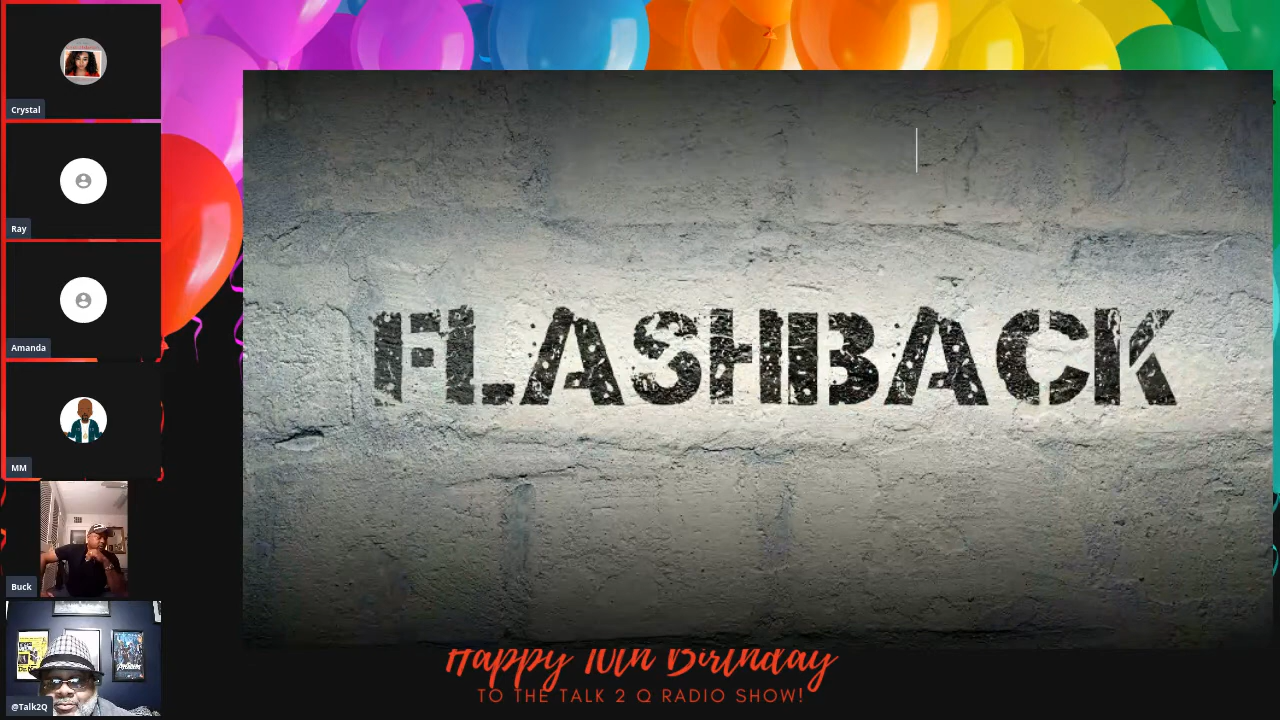 Crystal
Ray
Amanda
MM
Buck
@Talk2Q
FLASHBACK
Happy 10th Birthday
TO THE TALK 2 Q RADIO SHOW!